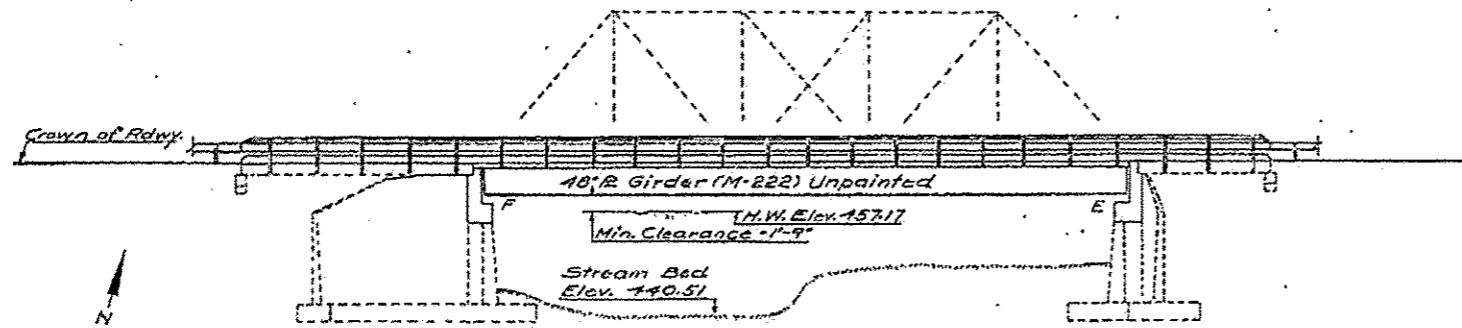 Crown of Rdwy.
48" PL Girder (M-222) Unpainted
F
E
H.W. Elev. 457.17
Min. Clearance - 1'-9"
Stream Bed
Elev. 440.51
N